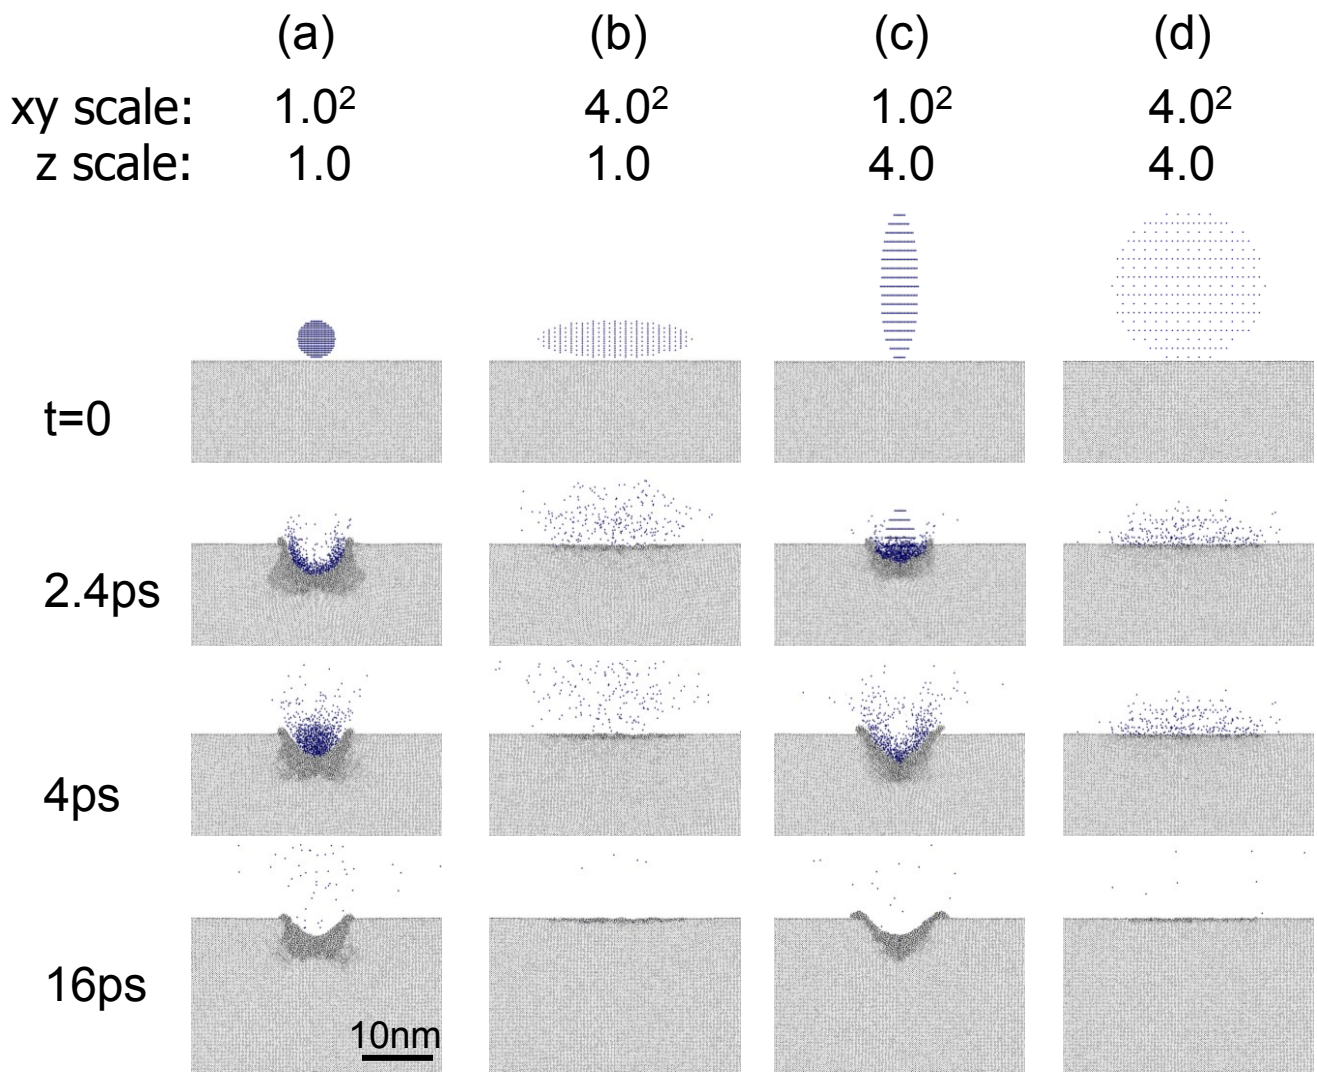 (a) (b) (c) (d)
xy scale: 1.0² 4.0² 1.0² 4.0²
z scale: 1.0 1.0 4.0 4.0
t=0
2.4ps
4ps
16ps
10nm